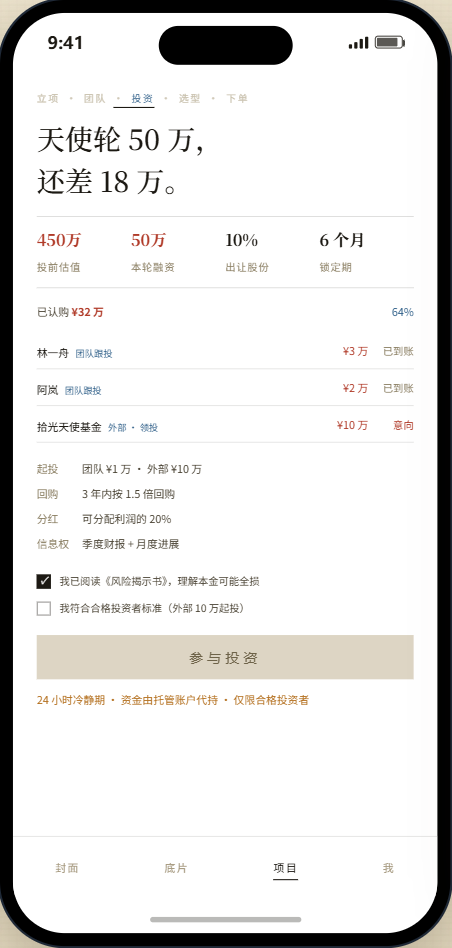 9:41
立项 · 团队 · 投资 · 选型 · 下单
天使轮 50 万，
还差 18 万。
450万 50万 10% 6 个月
投前估值 本轮融资 出让股份 锁定期
已认购 ¥32 万 64%
林一舟 团队跟投 ¥3 万 已到账
阿岚 团队跟投 ¥2 万 已到账
拾光天使基金 外部 · 领投 ¥10 万 意向
起投 团队 ¥1 万 · 外部 ¥10 万
回购 3 年内按 1.5 倍回购
分红 可分配利润的 20%
信息权 季度财报 + 月度进展
我已阅读《风险揭示书》，理解本金可能全损
我符合合格投资者标准（外部 10 万起投）
参与投资
24 小时冷静期 · 资金由托管账户代持 · 仅限合格投资者
封面 底片 项目 我